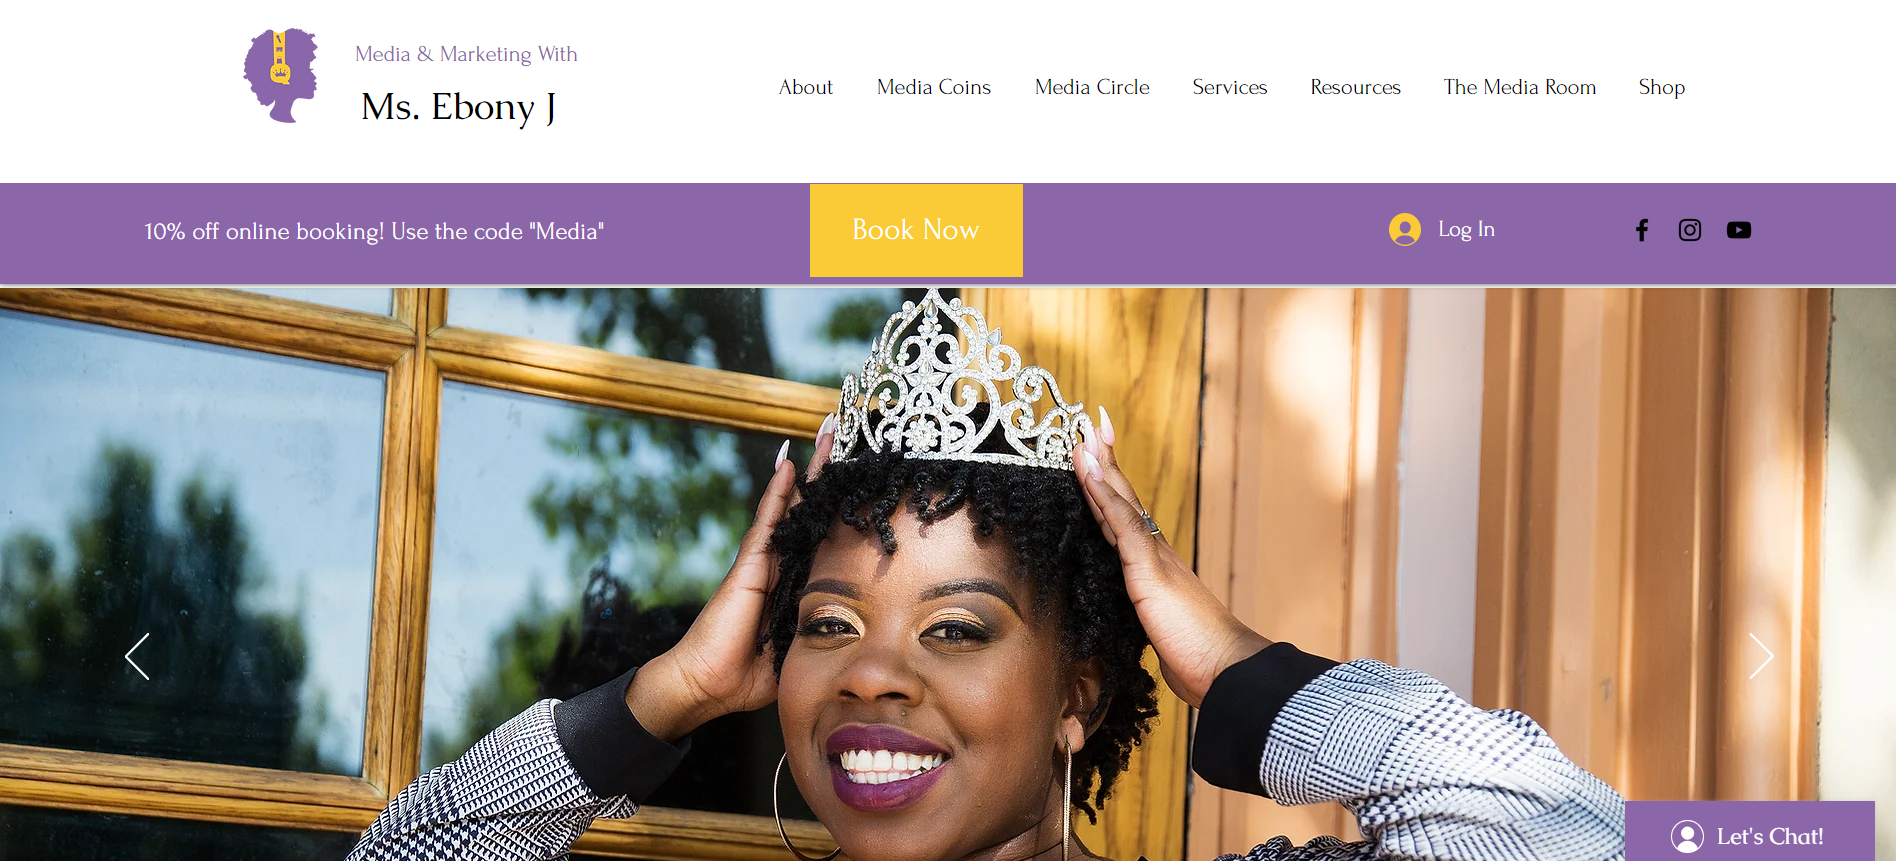 Media & Marketing With
Ms. Ebony J
About Media Coins Media Circle Services Resources The Media Room Shop
10% off online booking! Use the code "Media"
Book Now
Log In
Let's Chat!